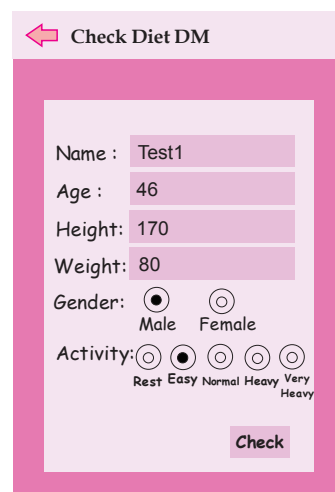 Check Diet DM
Name : Test1
Age : 46
Height: 170
Weight: 80
Gender:
Male Female
Activity:
Rest Easy Normal Heavy Very Heavy
Check